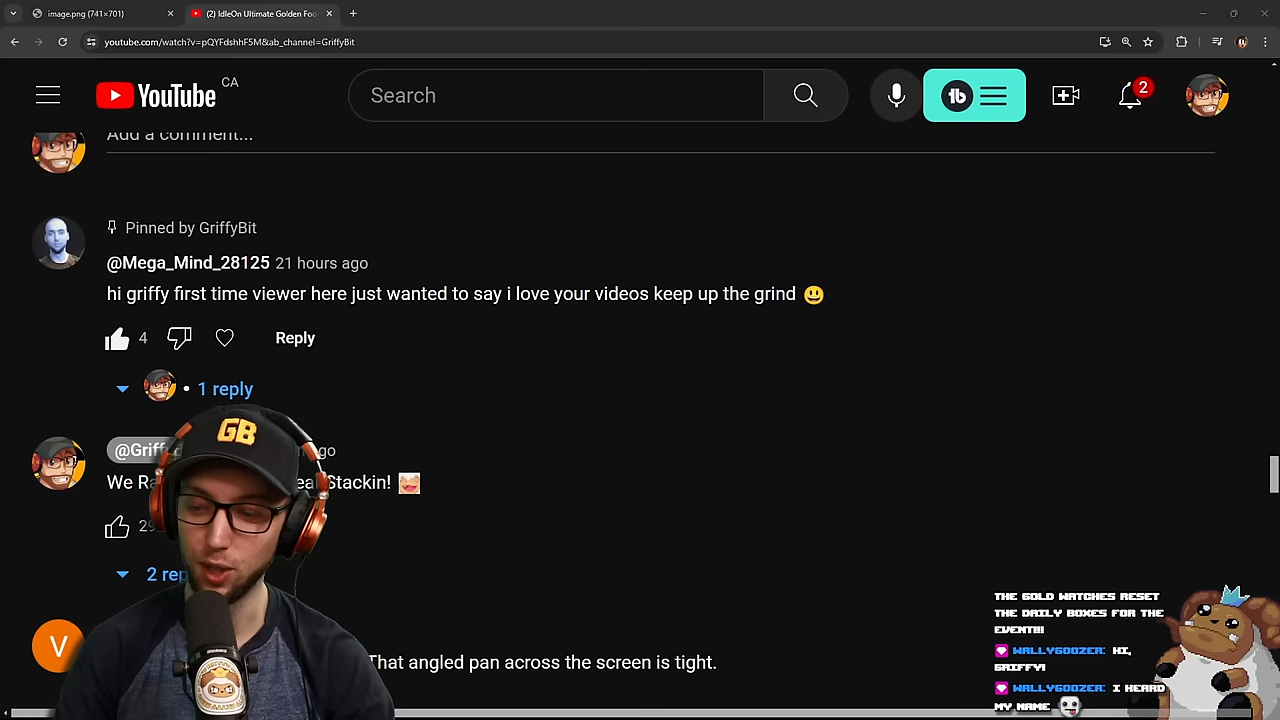 image.png (741×701)
(2) IdleOn Ultimate Golden Foo
youtube.com/watch?v=pQYFdshhF5M&ab_channel=GriffyBit
YouTube CA
Search
2
Add a comment...
Pinned by GriffyBit
@Mega_Mind_28125 21 hours ago
hi griffy first time viewer here just wanted to say i love your videos keep up the grind 😃
4
Reply
• 1 reply
GB
@Griff ago
We Stackin!
29
2 rep
THE GOLD WATCHES RESET
THE DAILY BOXES FOR THE
EVENT!!!
WALLYGOOZER: HI,
GRIFFY!
V
That angled pan across the screen is tight.
WALLYGOOZER: I HEARD
MY NAME